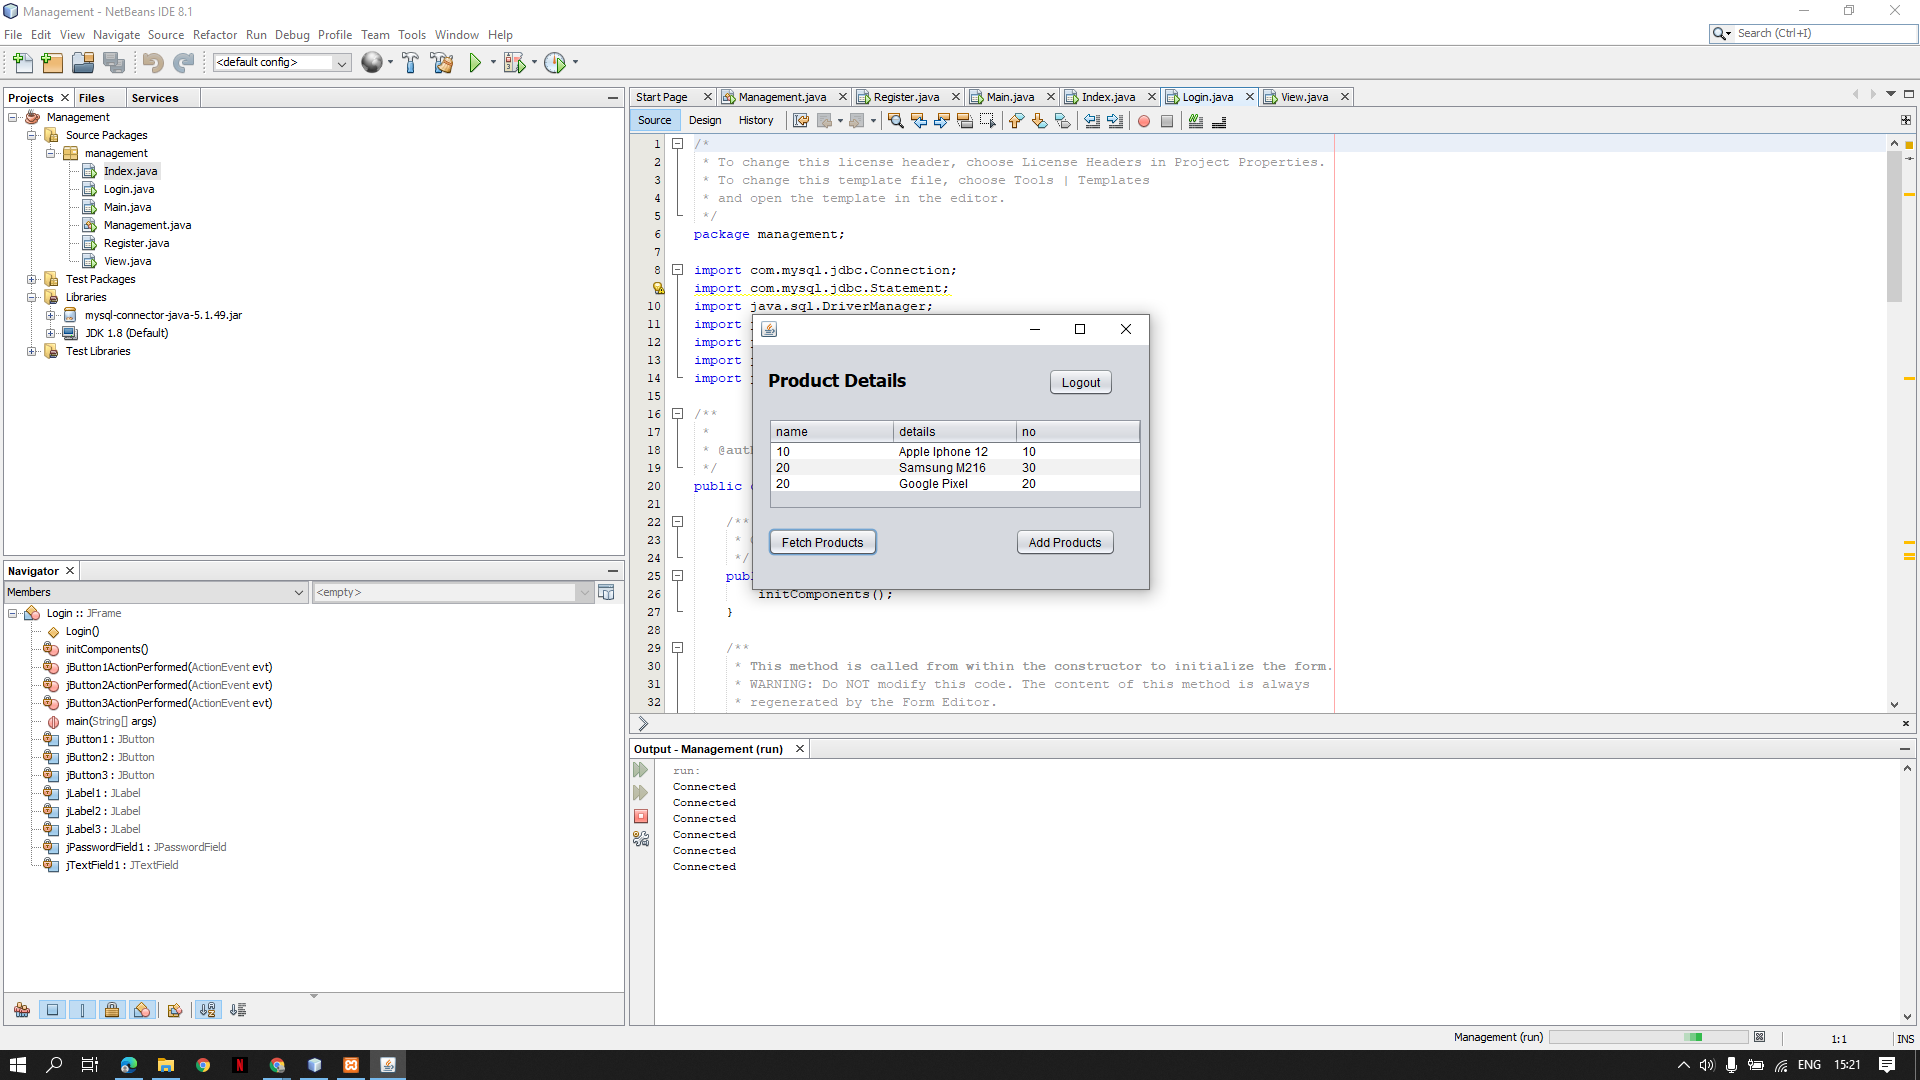 Management - NetBeans IDE 8.1
File Edit View Navigate Source Refactor Run Debug Profile Team Tools Window Help
Search (Ctrl+I)
<default config>
Projects Files Services
Management
Source Packages
management
Index.java
Login.java
Main.java
Management.java
Register.java
View.java
Test Packages
Libraries
mysql-connector-java-5.1.49.jar
JDK 1.8 (Default)
Test Libraries
Navigator
Members <empty>
Login :: JFrame
Login()
initComponents()
jButton1ActionPerformed(ActionEvent evt)
jButton2ActionPerformed(ActionEvent evt)
jButton3ActionPerformed(ActionEvent evt)
main(String[] args)
jButton1 : JButton
jButton2 : JButton
jButton3 : JButton
jLabel1 : JLabel
jLabel2 : JLabel
jLabel3 : JLabel
jPasswordField1 : JPasswordField
jTextField1 : JTextField
Start Page Management.java Register.java Main.java Index.java Login.java View.java
Source Design History
1 /*
2 * To change this license header, choose License Headers in Project Properties.
3 * To change this template file, choose Tools | Templates
4 * and open the template in the editor.
5 */
6 package management;
7
8 import com.mysql.jdbc.Connection;
import com.mysql.jdbc.Statement;
10 import java.sql.DriverManager;
11 import
12 import
13 import
14 import
15
16 /**
17 *
18 * @aut
19 */
20 public
21
22 /**
23 *
24 */
25 pub
26 initComponents();
27 }
28
29 /**
30 * This method is called from within the constructor to initialize the form.
31 * WARNING: Do NOT modify this code. The content of this method is always
32 * regenerated by the Form Editor.
Product Details
Logout
name details no
10 Apple Iphone 12 10
20 Samsung M216 30
20 Google Pixel 20
Fetch Products Add Products
Output - Management (run)
run:
Connected
Connected
Connected
Connected
Connected
Connected
Management (run)
1:1 INS
ENG 15:21